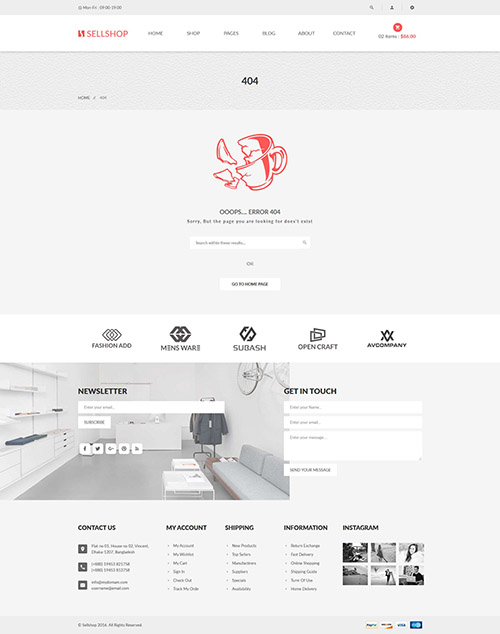 Mon-Fri : 09:00-19:00
SELLSHOP
HOME
SHOP
PAGES
BLOG
ABOUT
CONTACT
02 items : $86.00
404
HOME // 404
OOOPS.... ERROR 404
Sorry, But the page you are looking for does't exist
Search within these results...
OR
GO TO HOME PAGE
FASHION ADD
MENS WARE
SUBASH
OPEN CRAFT
AVCOMPANY
NEWSLETTER
Enter your email...
SUBSCRIBE
GET IN TOUCH
Enter your Name...
Enter your email...
Enter your message...
SEND YOUR MESSAGE
CONTACT US
Flat no 03, House no 02, Vincent,
Dhaka-1207, Bangladesh
(+880) 19453 821758
(+880) 19453 813758
info@mydomain.com
username@email.com
MY ACCOUNT
My Account
My Wishlist
My Cart
Sign In
Check Out
Track My Orde
SHIPPING
New Products
Top Sellers
Manufacturers
Suppliers
Specials
Availability
INFORMATION
Return Exchange
Fast Delivery
Online Shopping
Shipping Guide
Term Of Use
Home Delivery
INSTAGRAM
© Sellshop 2016. All Rights Reserved.
PayPal
VISA